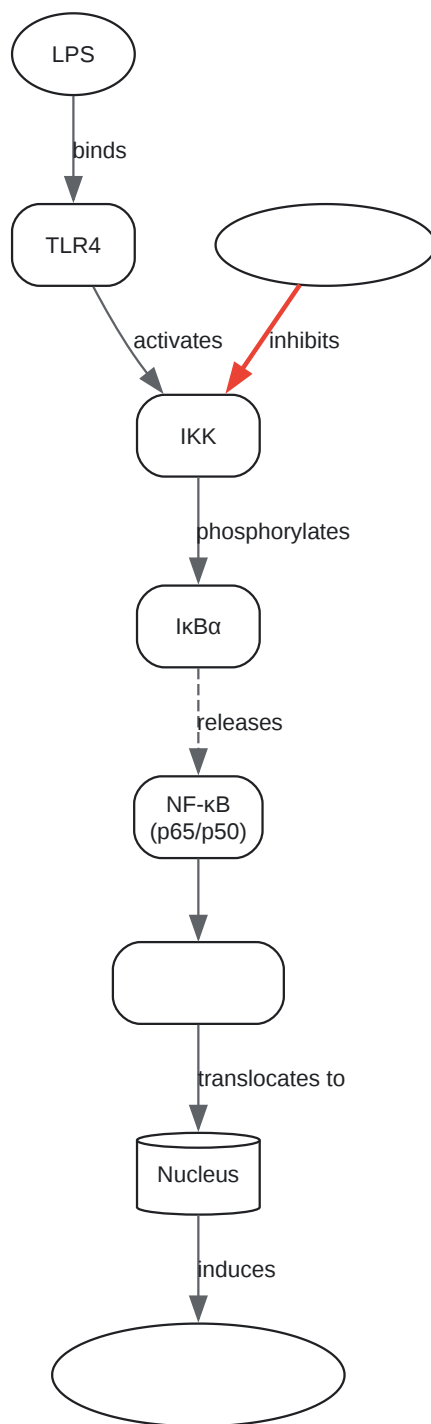 LPS
binds
TLR4
activates
inhibits
IKK
phosphorylates
IκBα
releases
NF-κB
(p65/p50)
translocates to
Nucleus
induces